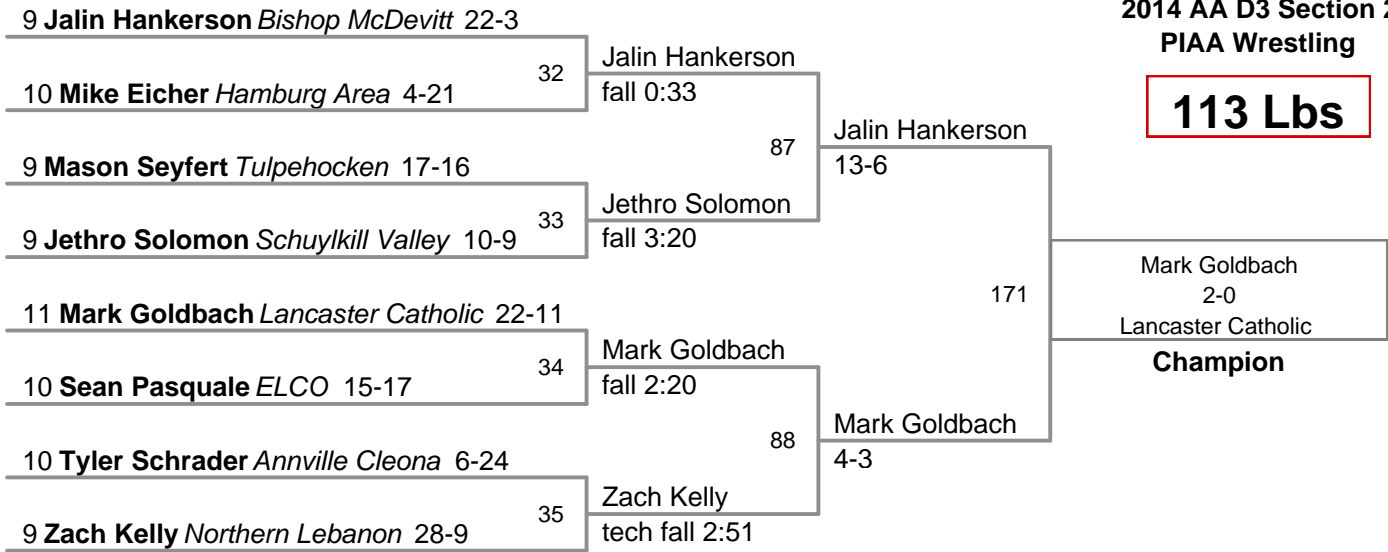 2014 AA D3 Section 2
PIAA Wrestling
113 Lbs
9 Jalin Hankerson Bishop McDevitt 22-3
10 Mike Eicher Hamburg Area 4-21
9 Mason Seyfert Tulpehocken 17-16
9 Jethro Solomon Schuylkill Valley 10-9
11 Mark Goldbach Lancaster Catholic 22-11
10 Sean Pasquale ELCO 15-17
10 Tyler Schrader Annville Cleona 6-24
9 Zach Kelly Northern Lebanon 28-9
32
Jalin Hankerson
fall 0:33
33
Jethro Solomon
fall 3:20
34
Mark Goldbach
fall 2:20
35
Zach Kelly
tech fall 2:51
87
Jalin Hankerson
13-6
88
Mark Goldbach
4-3
171
Mark Goldbach
2-0
Lancaster Catholic
Champion